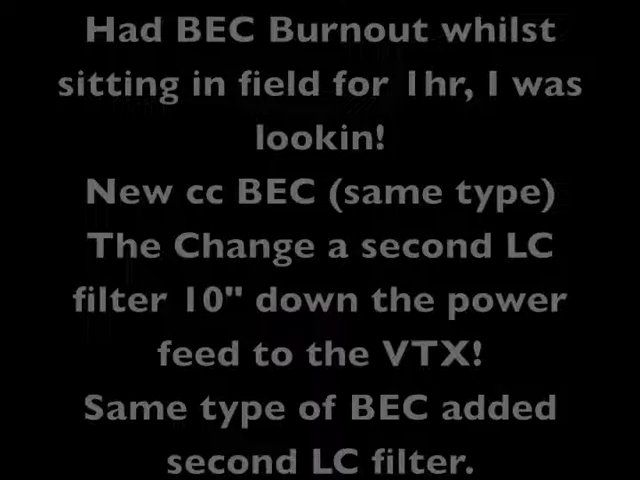 Had BEC Burnout whilst
sitting in field for 1hr, I was
lookin!
New cc BEC (same type)
The Change a second LC
filter 10" down the power
feed to the VTX!
Same type of BEC added
second LC filter.